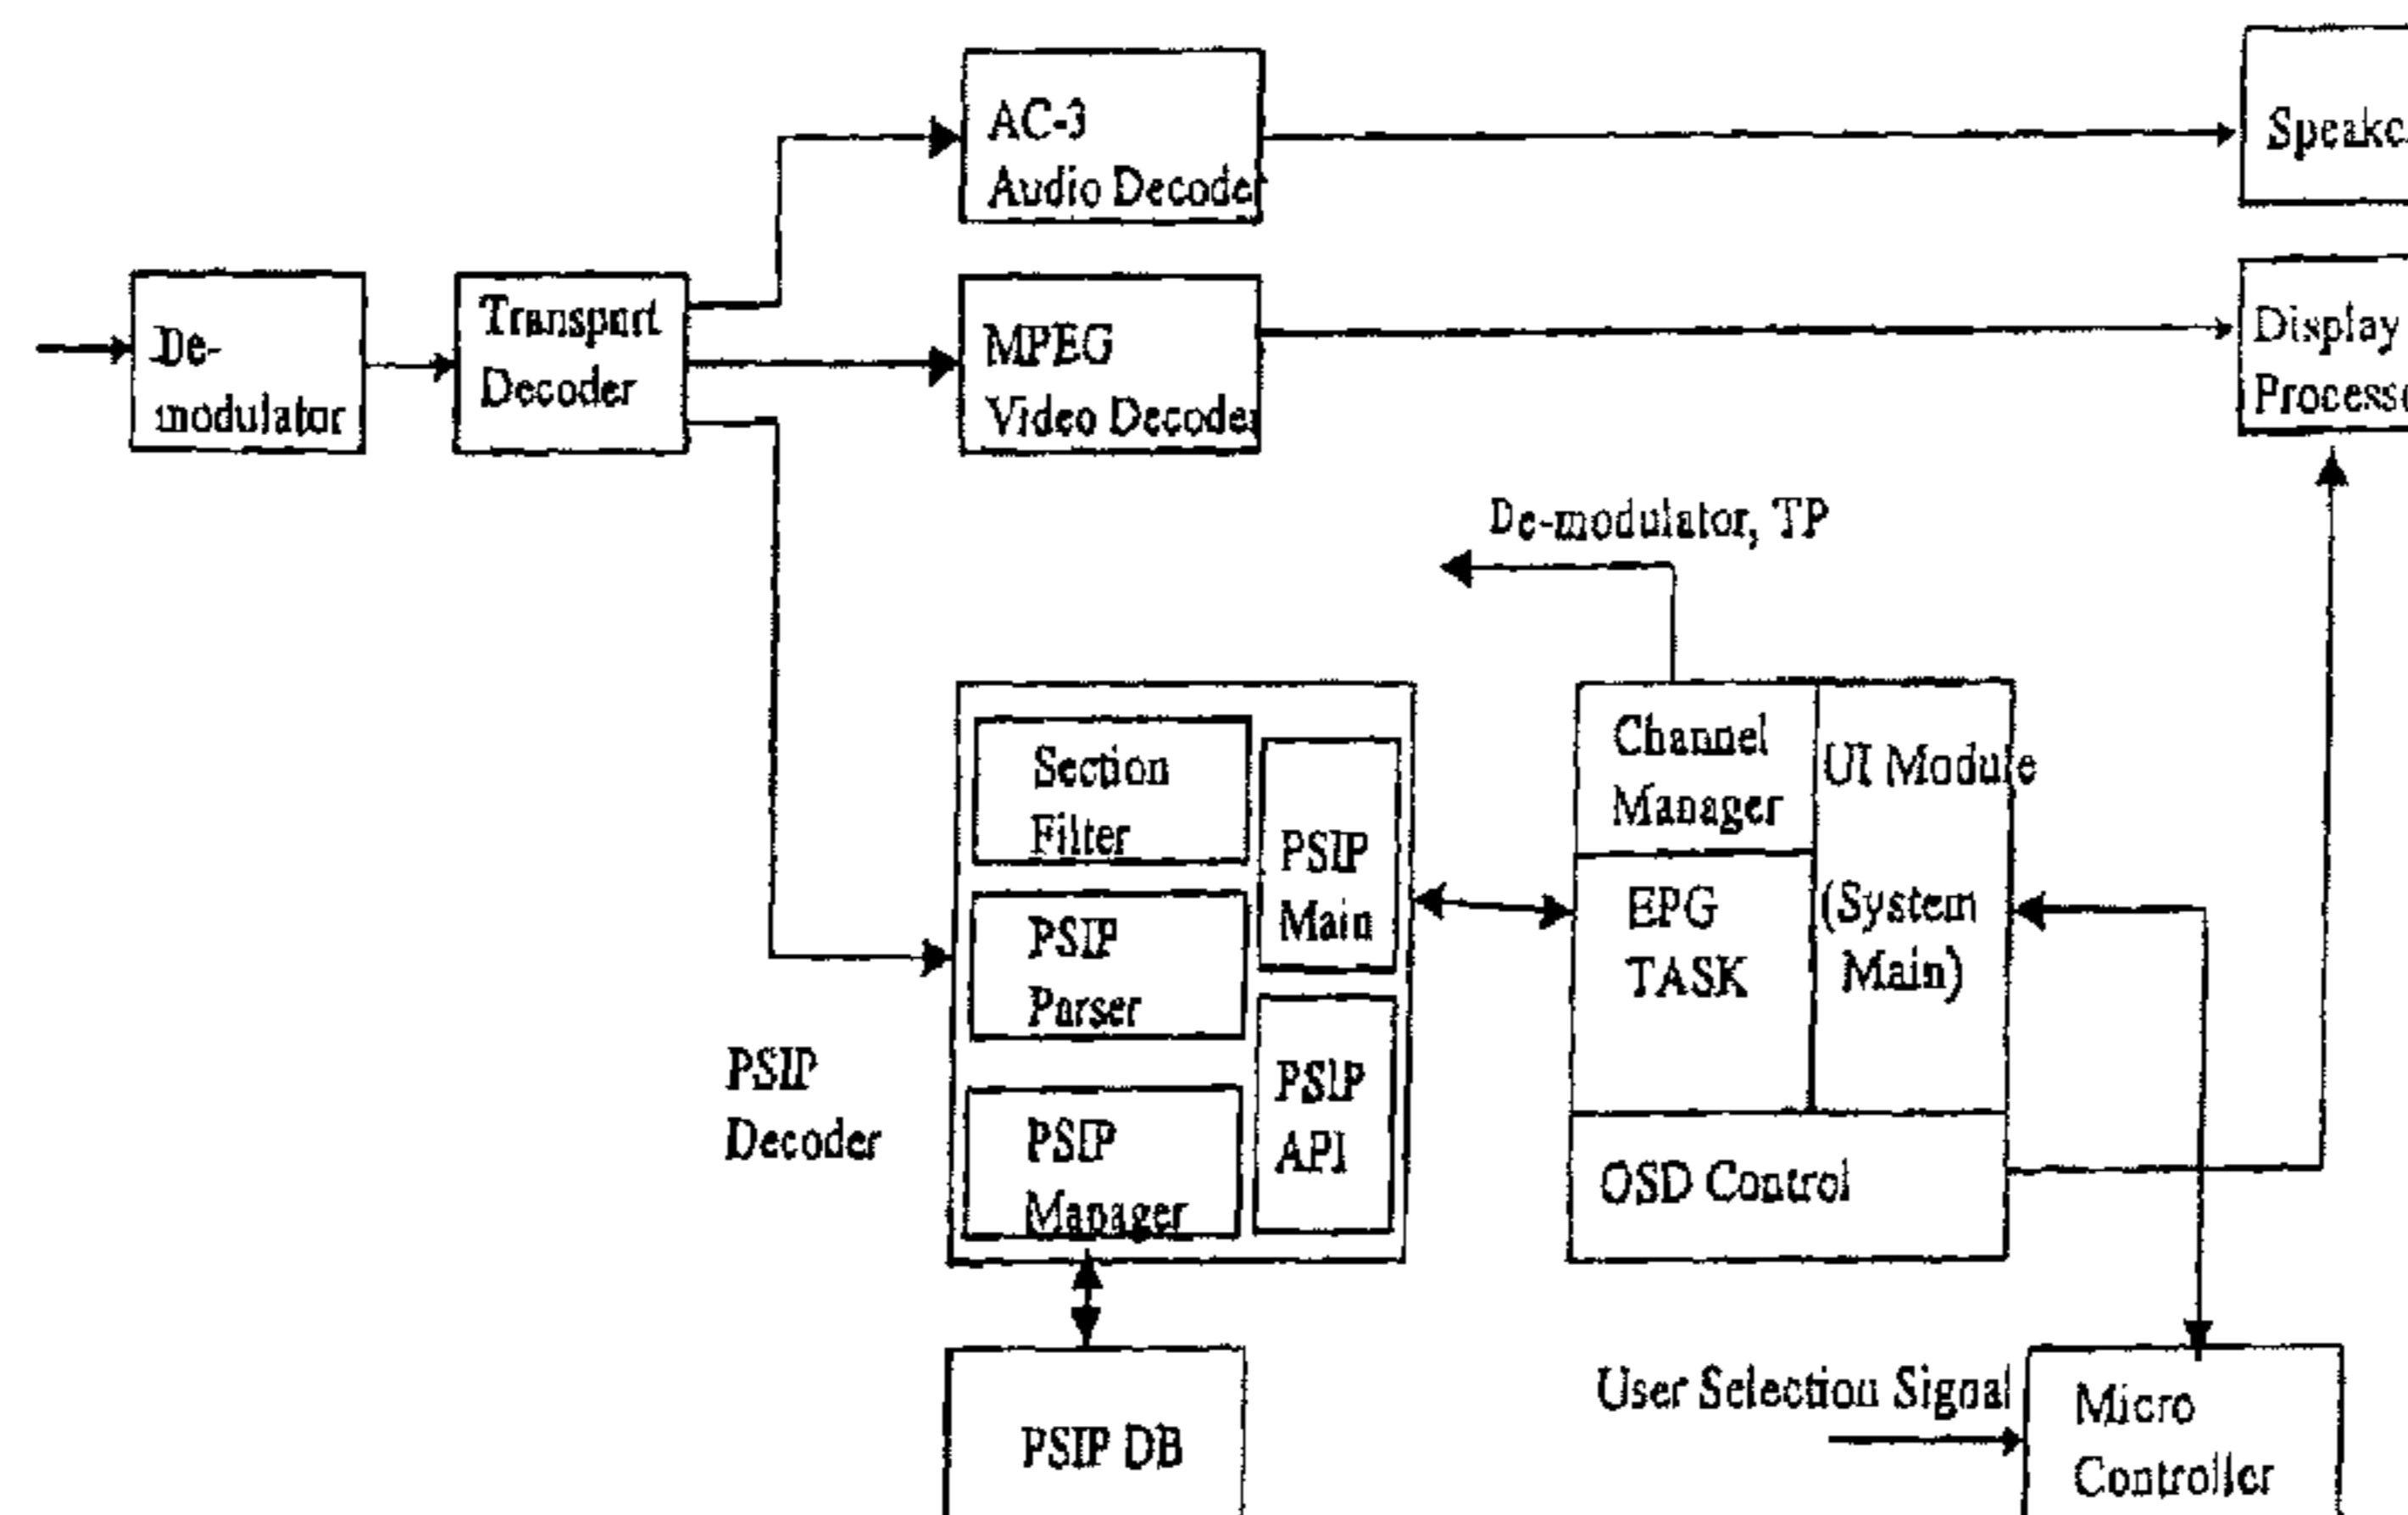 AC-3
Audio Decoder
De-
modulator
Transport
Decoder
MPEG
Video Decoder
Display
De-modulator, TP
Section
Filter
PSIP
Main
PSIP
Parser
PSIP
API
PSIP
Manager
PSIP
Decoder
Channel
Manager
UI Module
(System
Main)
EPG
TASK
OSD Control
PSIP DB
User Selection Signal
Micro
Controller